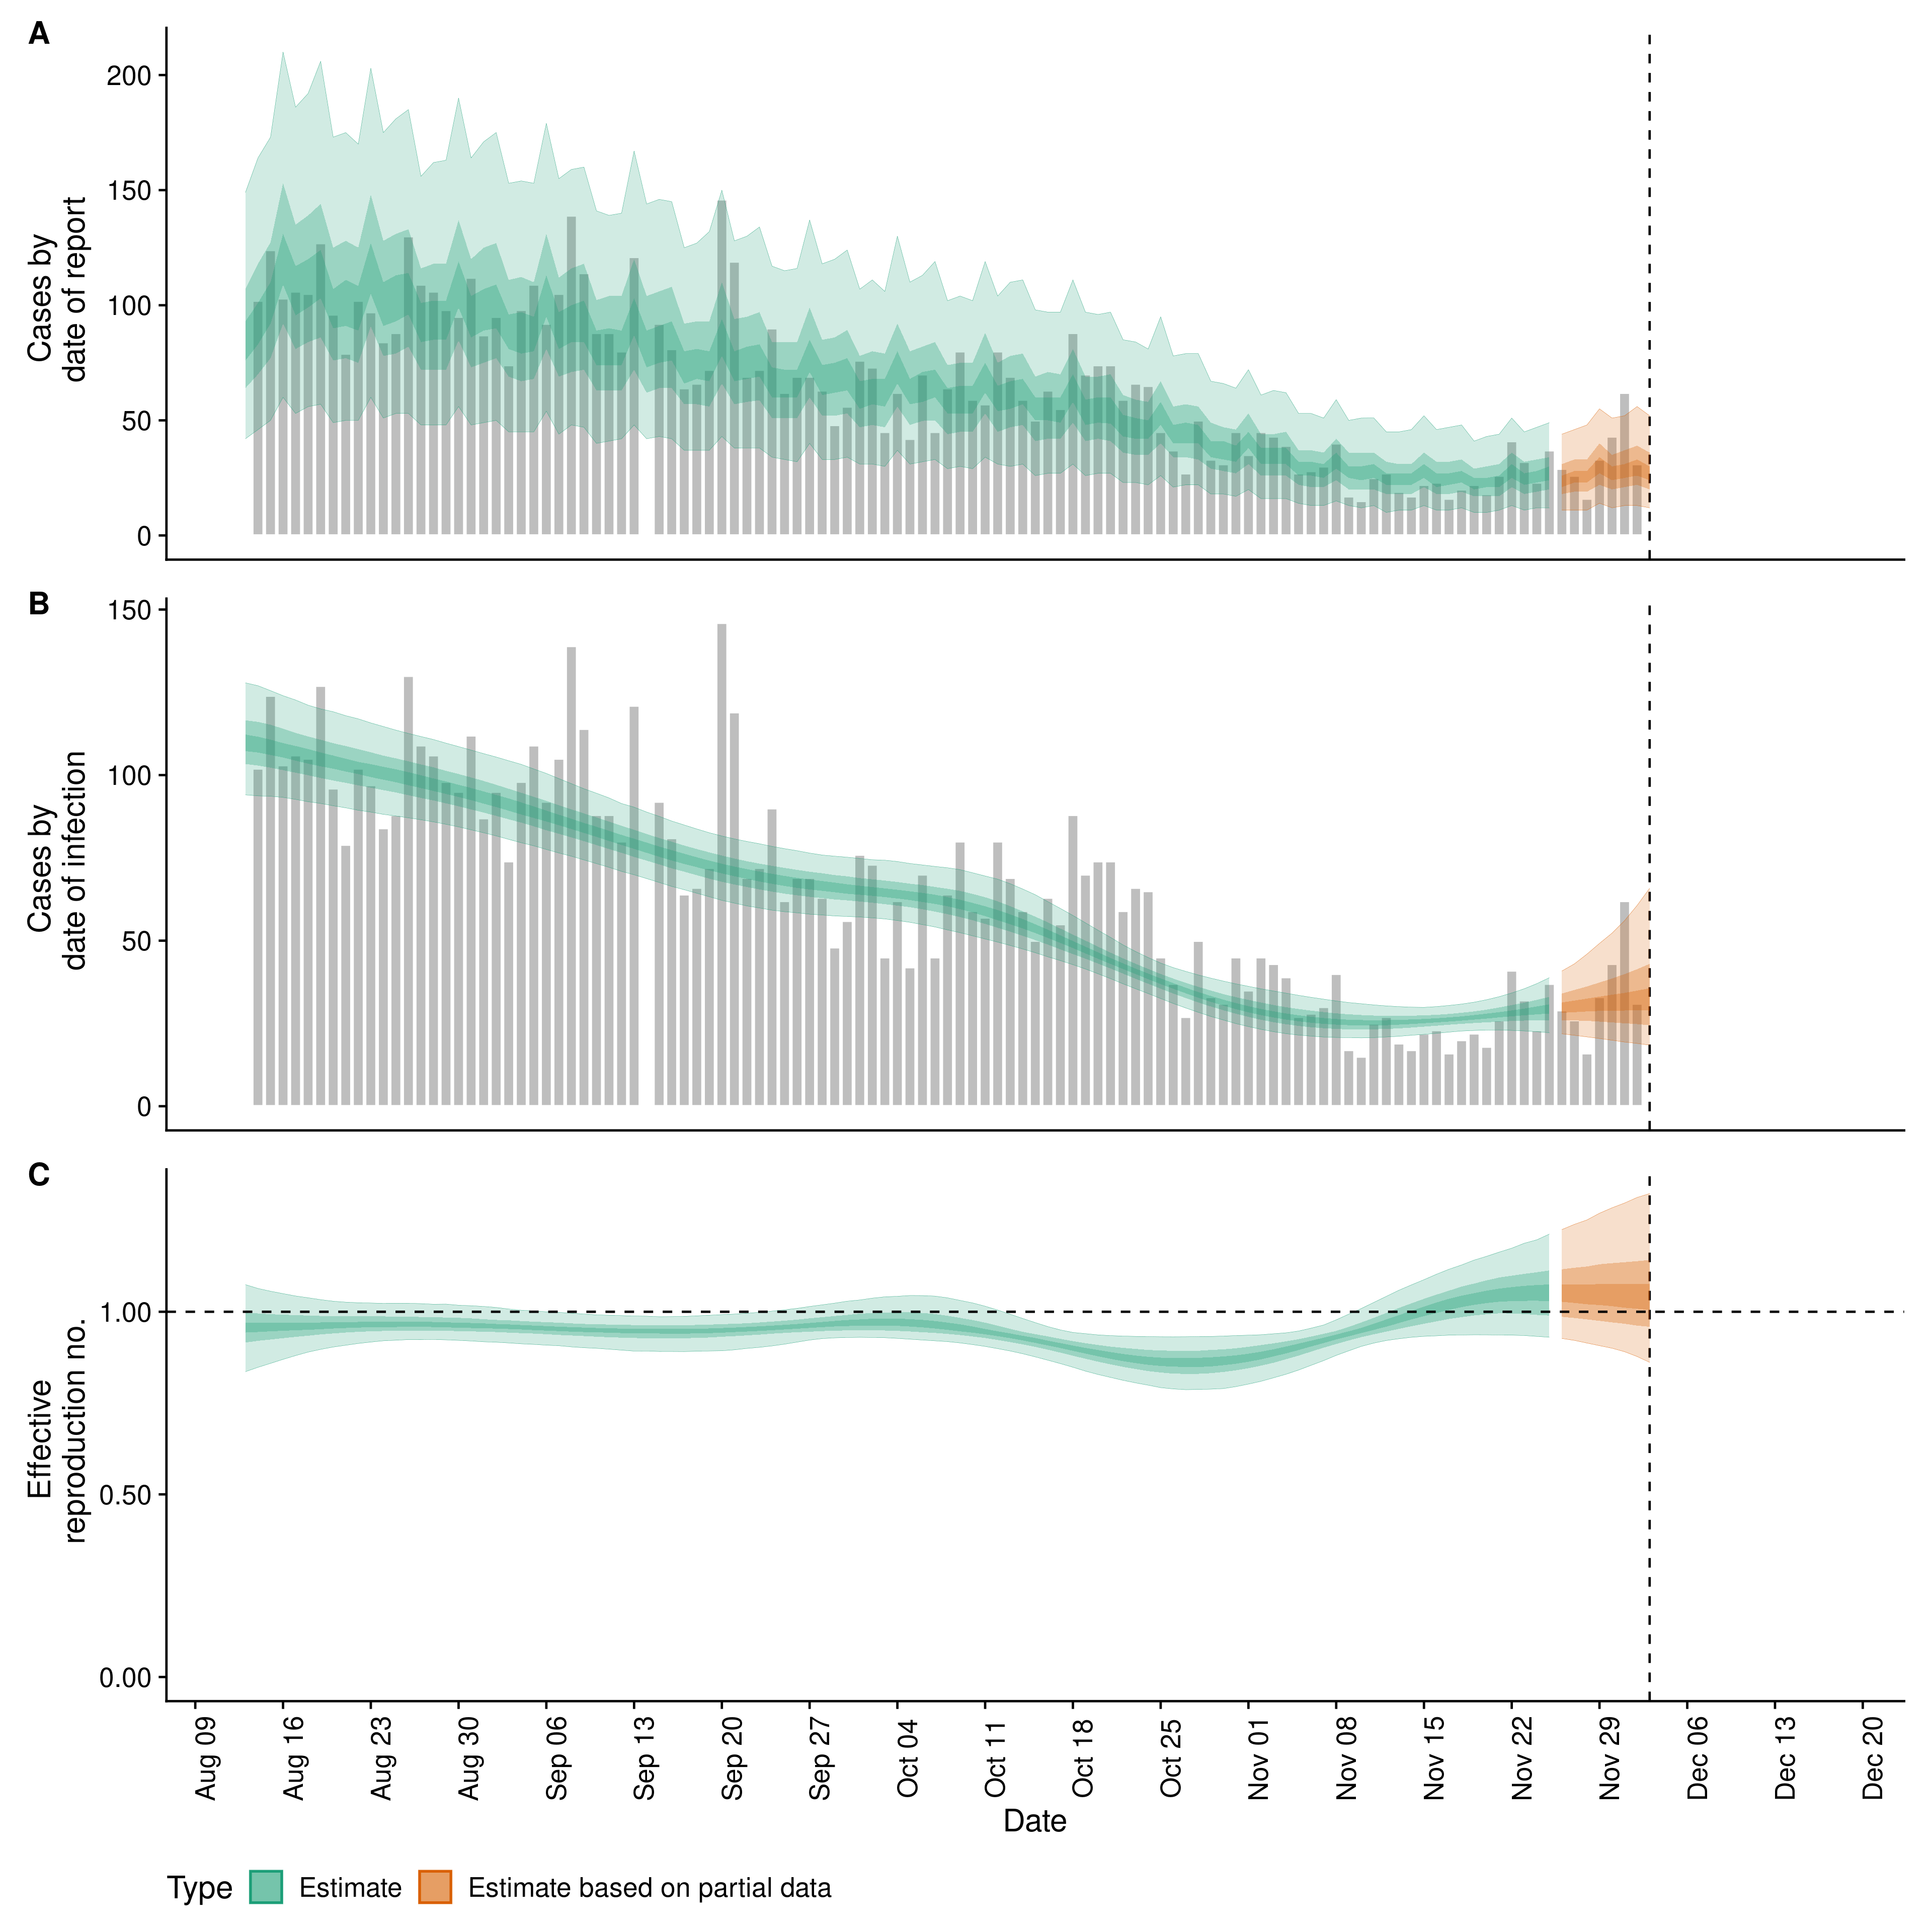 A
Cases by
date of report
200
150
100
50
0
B
Cases by
date of infection
150
100
50
0
C
Effective
reproduction no.
1.00
0.50
0.00
Aug 09
Aug 16
Aug 23
Aug 30
Sep 06
Sep 13
Sep 20
Sep 27
Oct 04
Oct 11
Oct 18
Oct 25
Nov 01
Nov 08
Nov 15
Nov 22
Nov 29
Dec 06
Dec 13
Dec 20
Date
Type Estimate Estimate based on partial data